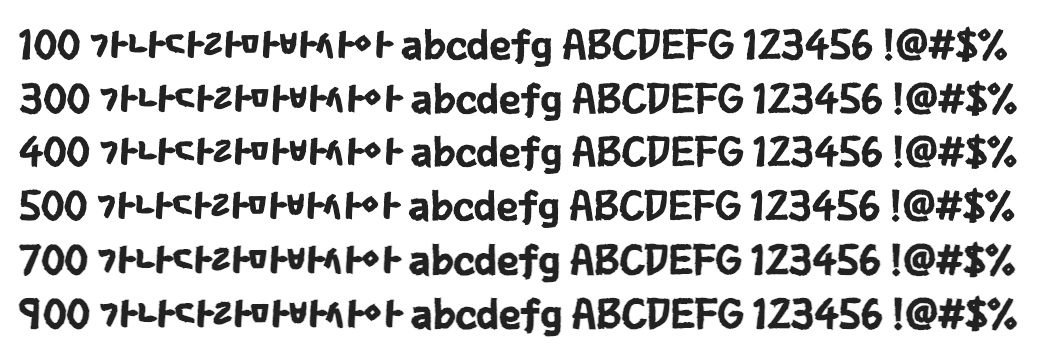 100 가나다라마바사아 abcdefg ABCDEFG 123456 !@#$%
300 가나다라마바사아 abcdefg ABCDEFG 123456 !@#$%
400 가나다라마바사아 abcdefg ABCDEFG 123456 !@#$%
500 가나다라마바사아 abcdefg ABCDEFG 123456 !@#$%
700 가나다라마바사아 abcdefg ABCDEFG 123456 !@#$%
900 가나다라마바사아 abcdefg ABCDEFG 123456 !@#$%